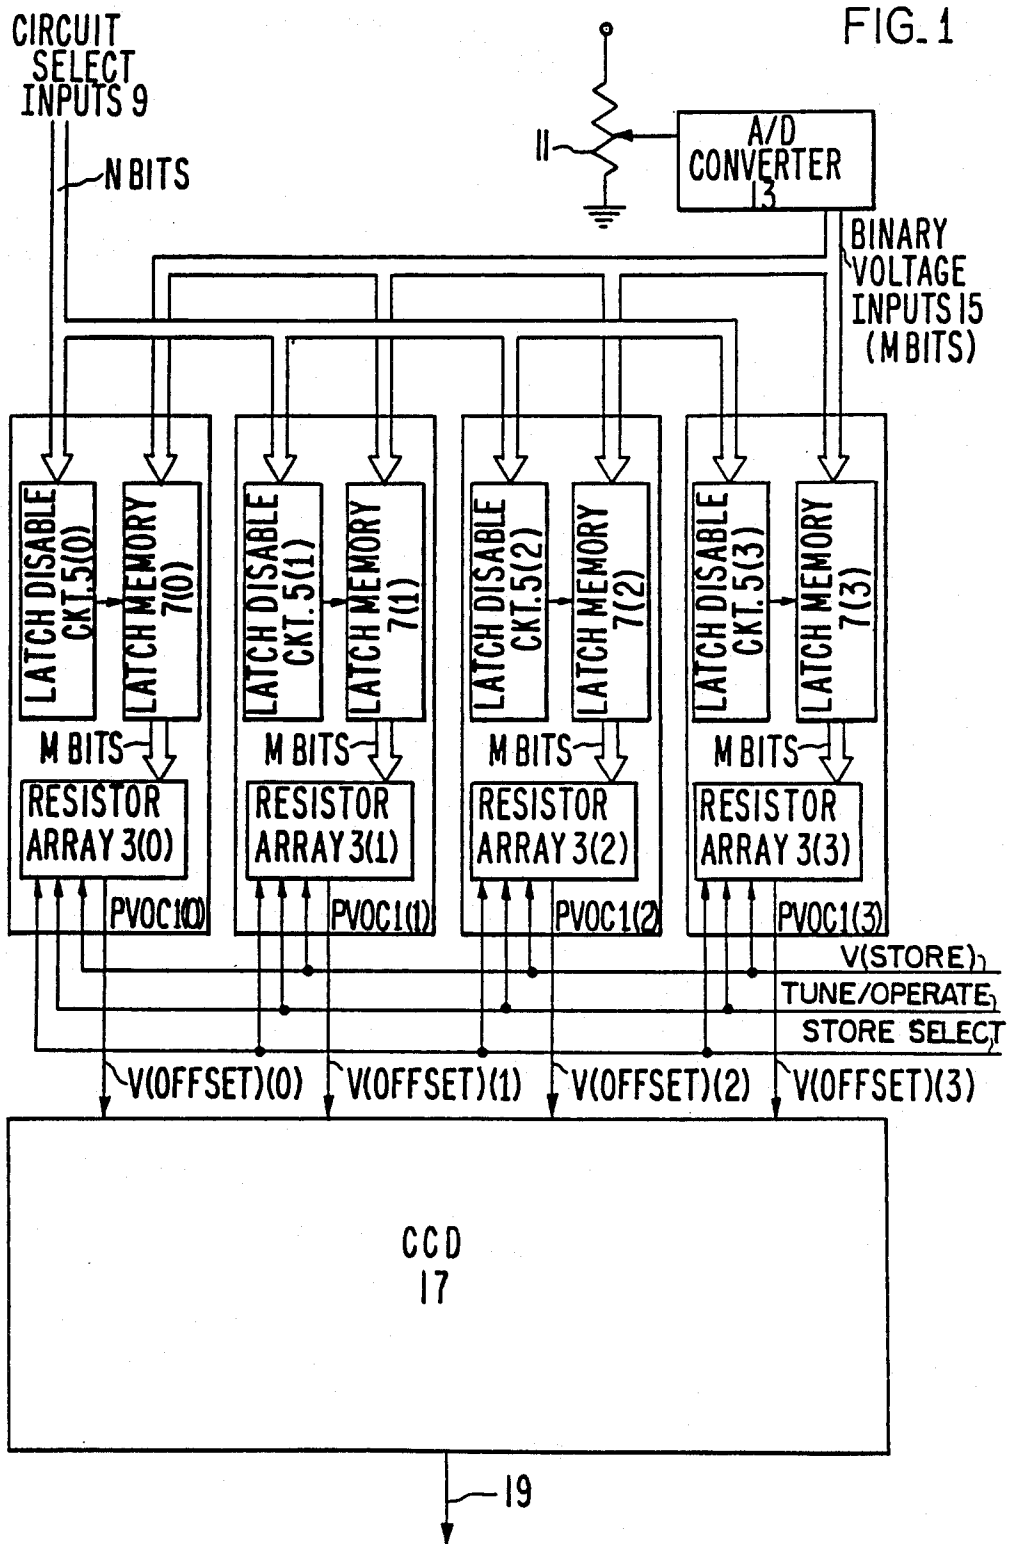 FIG. 1
CIRCUIT
SELECT
INPUTS 9
N BITS
11
A/D
CONVERTER
13
BINARY
VOLTAGE
INPUTS 15
(M BITS)
LATCH DISABLE
CKT. 5(0)
LATCH MEMORY
7(0)
LATCH DISABLE
CKT. 5(1)
LATCH MEMORY
7(1)
LATCH DISABLE
CKT. 5(2)
LATCH MEMORY
7(2)
LATCH DISABLE
CKT. 5(3)
LATCH MEMORY
7(3)
M BITS
M BITS
M BITS
M BITS
RESISTOR
ARRAY 3(0)
RESISTOR
ARRAY 3(1)
RESISTOR
ARRAY 3(2)
RESISTOR
ARRAY 3(3)
PVOC1(0)
PVOC1(1)
PVOC1(2)
PVOC1(3)
V(STORE)
TUNE/OPERATE
STORE SELECT
V(OFFSET)(0)
V(OFFSET)(1)
V(OFFSET)(2)
V(OFFSET)(3)
CCD
17
19